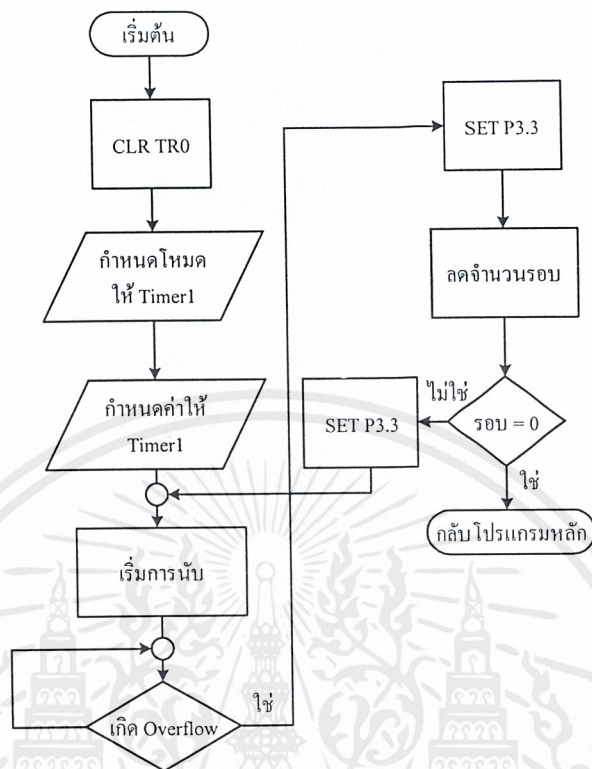 เริ่มต้น
CLR TR0
กำหนดโหมด
ให้ Timer1
กำหนดค่าให้
Timer1
เริ่มการนับ
เกิด Overflow
ใช่
SET P3.3
ลดจำนวนรอบ
รอบ = 0
ไม่ใช่
SET P3.3
ใช่
กลับโปรแกรมหลัก